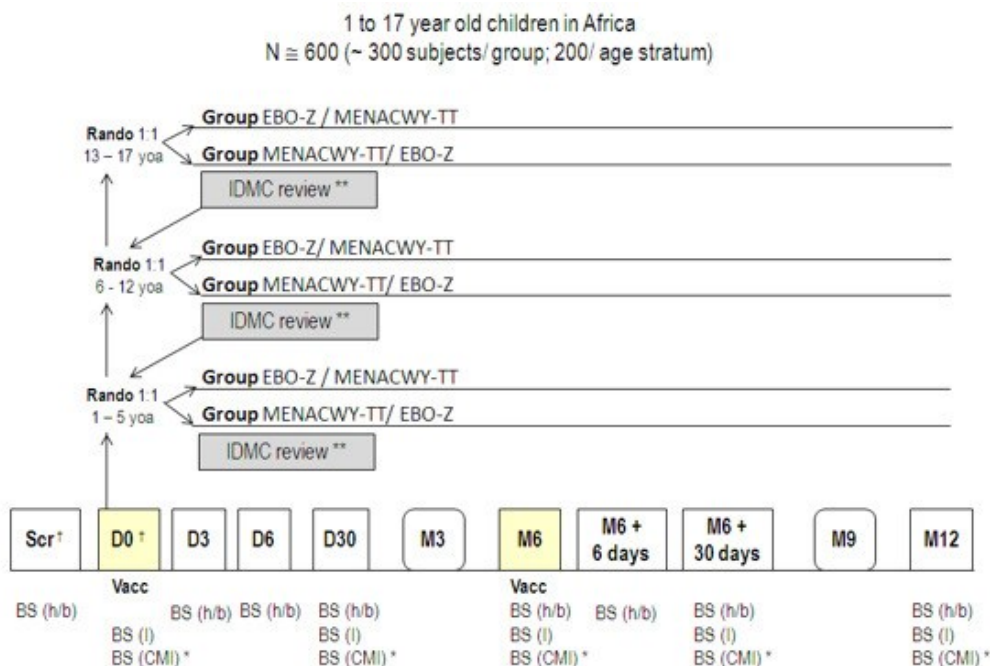 1 to 17 year old children in Africa
N ≅ 600 (~ 300 subjects/ group; 200/ age stratum)
Group EBO-Z / MENACWY-TT
Rando 1:1
13 – 17 yoa
Group MENACWY-TT/ EBO-Z
IDMC review **
Group EBO-Z/ MENACWY-TT
Rando 1:1
6 - 12 yoa
Group MENACWY-TT/ EBO-Z
IDMC review **
Group EBO-Z / MENACWY-TT
Rando 1:1
1 – 5 yoa
Group MENACWY-TT/ EBO-Z
IDMC review **
Scr† D0 † D3 D6 D30 M3 M6 M6 + 6 days M6 + 30 days M9 M12
Vacc Vacc
BS (h/b) BS (h/b) BS (h/b) BS (h/b) BS (h/b) BS (h/b) BS (h/b) BS (h/b)
BS (I) BS (I) BS (I) BS (I) BS (I)
BS (CMI) * BS (CMI) * BS (CMI) * BS (CMI) * BS (CMI) *